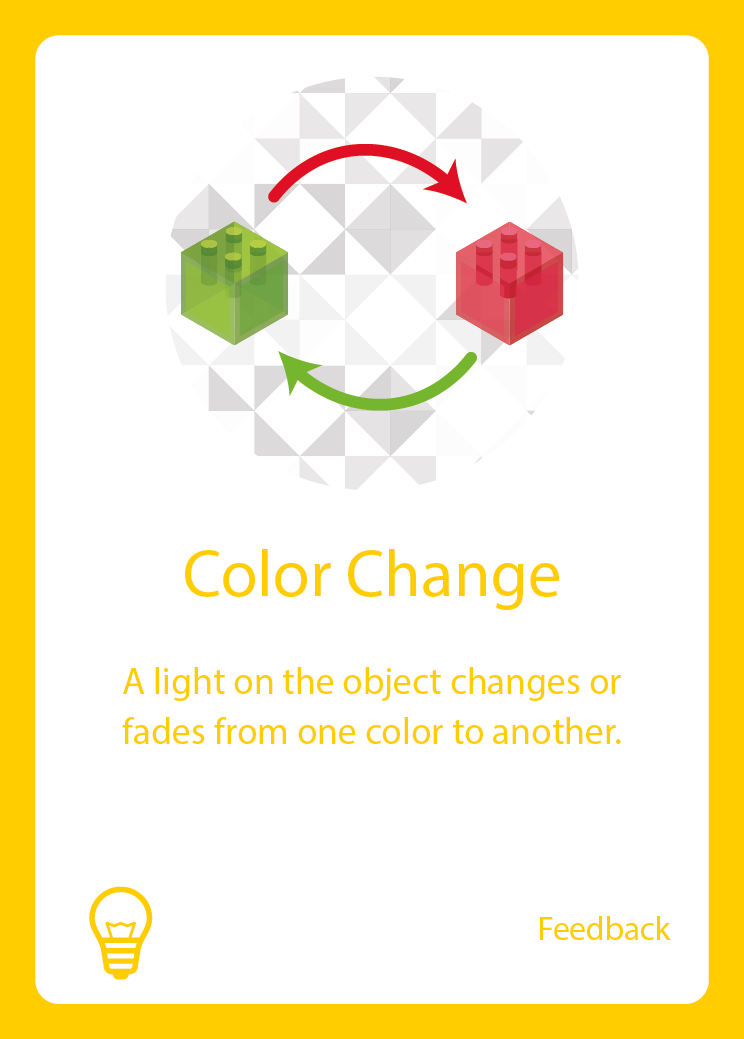 Color Change
A light on the object changes or
fades from one color to another.
Feedback